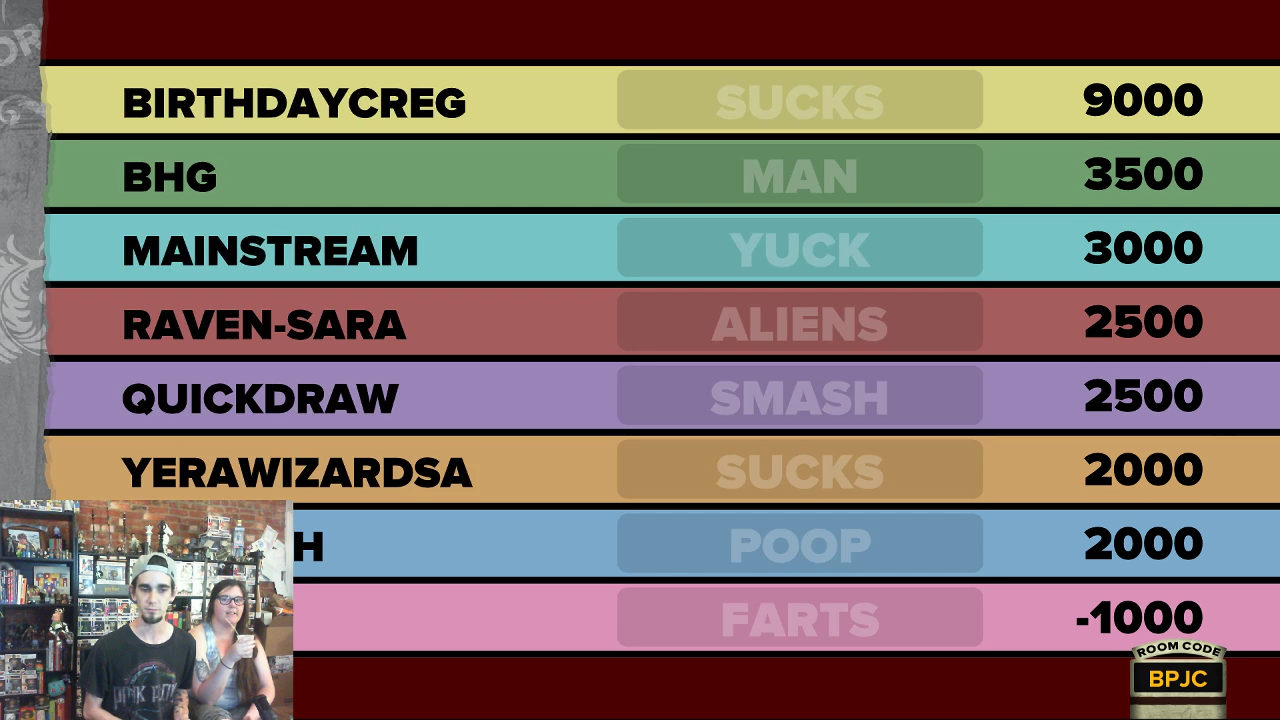 BIRTHDAYCREG SUCKS 9000
BHG MAN 3500
MAINSTREAM YUCK 3000
RAVEN-SARA ALIENS 2500
QUICKDRAW SMASH 2500
YERAWIZARDSA SUCKS 2000
H POOP 2000
FARTS -1000
ROOM CODE
BPJC